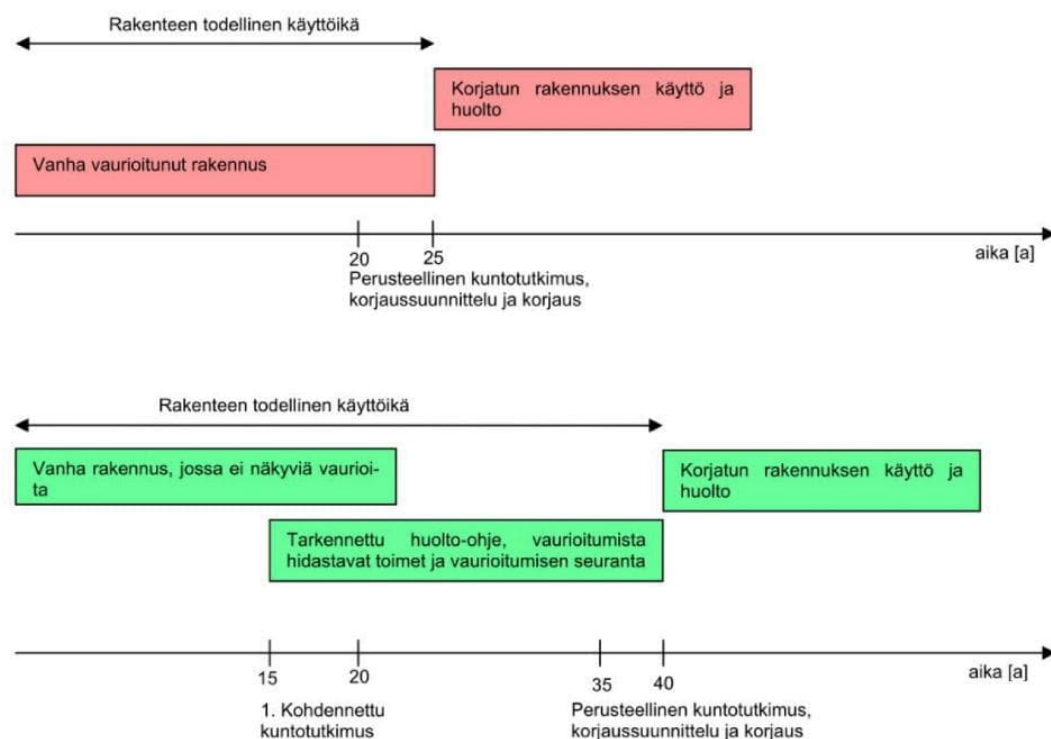 Rakenteen todellinen käyttöikä
Korjatun rakennuksen käyttö ja
huolto
Vanha vaurioitunut rakennus
20
25
aika [a]
Perusteellinen kuntotutkimus,
korjaussuunnittelu ja korjaus
Rakenteen todellinen käyttöikä
Vanha rakennus, jossa ei näkyviä vaurioi-
ta
Korjatun rakennuksen käyttö ja
huolto
Tarkennettu huolto-ohje, vaurioitumista
hidastavat toimet ja vaurioitumisen seuranta
15
20
35
40
aika [a]
1. Kohdennettu
kuntotutkimus
Perusteellinen kuntotutkimus,
korjaussuunnittelu ja korjaus